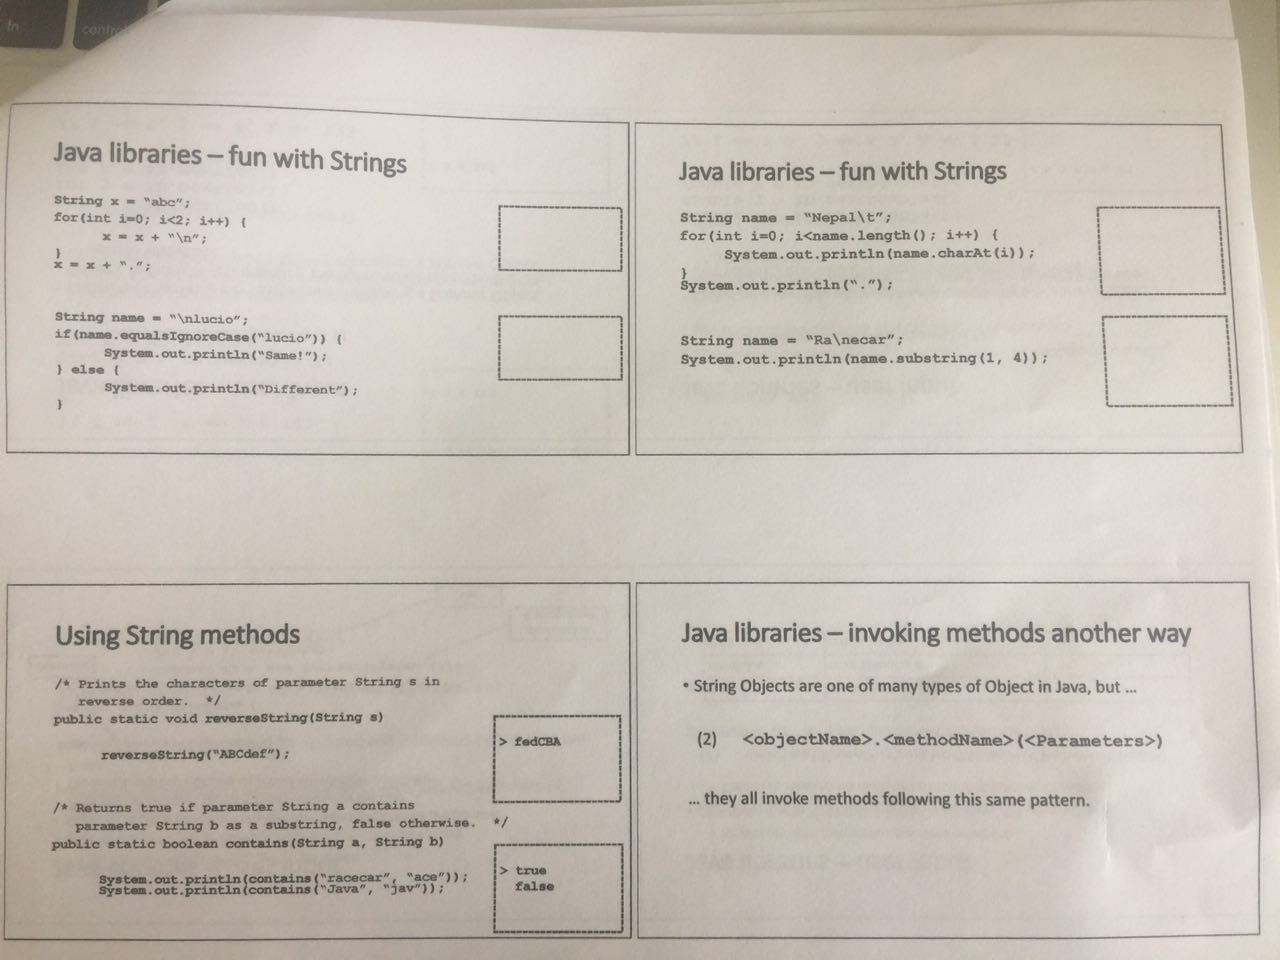 fn
contro
Java libraries – fun with Strings
String x = “abc”;
for(int i=0; i<2; i++) {
x = x + “\n”;
}
x = x + “.”;
String name = “\nlucio”;
if(name.equalsIgnoreCase(“lucio”)) {
System.out.println(“Same!”);
} else {
System.out.println(“Different”);
}
Java libraries – fun with Strings
String name = “Nepal\t”;
for(int i=0; i<name.length(); i++) {
System.out.println(name.charAt(i));
}
System.out.println(“.”);
String name = “Ra\necar”;
System.out.println(name.substring(1, 4));
Using String methods
/* Prints the characters of parameter String s in
reverse order. */
public static void reverseString(String s)
reverseString(“ABCdef”);
> fedCBA
/* Returns true if parameter String a contains
parameter String b as a substring, false otherwise. */
public static boolean contains(String a, String b)
System.out.println(contains(“racecar”, “ace”));
System.out.println(contains(“Java”, “jav”));
> true
false
Java libraries – invoking methods another way
• String Objects are one of many types of Object in Java, but ...
(2) <objectName>.<methodName>(<Parameters>)
... they all invoke methods following this same pattern.